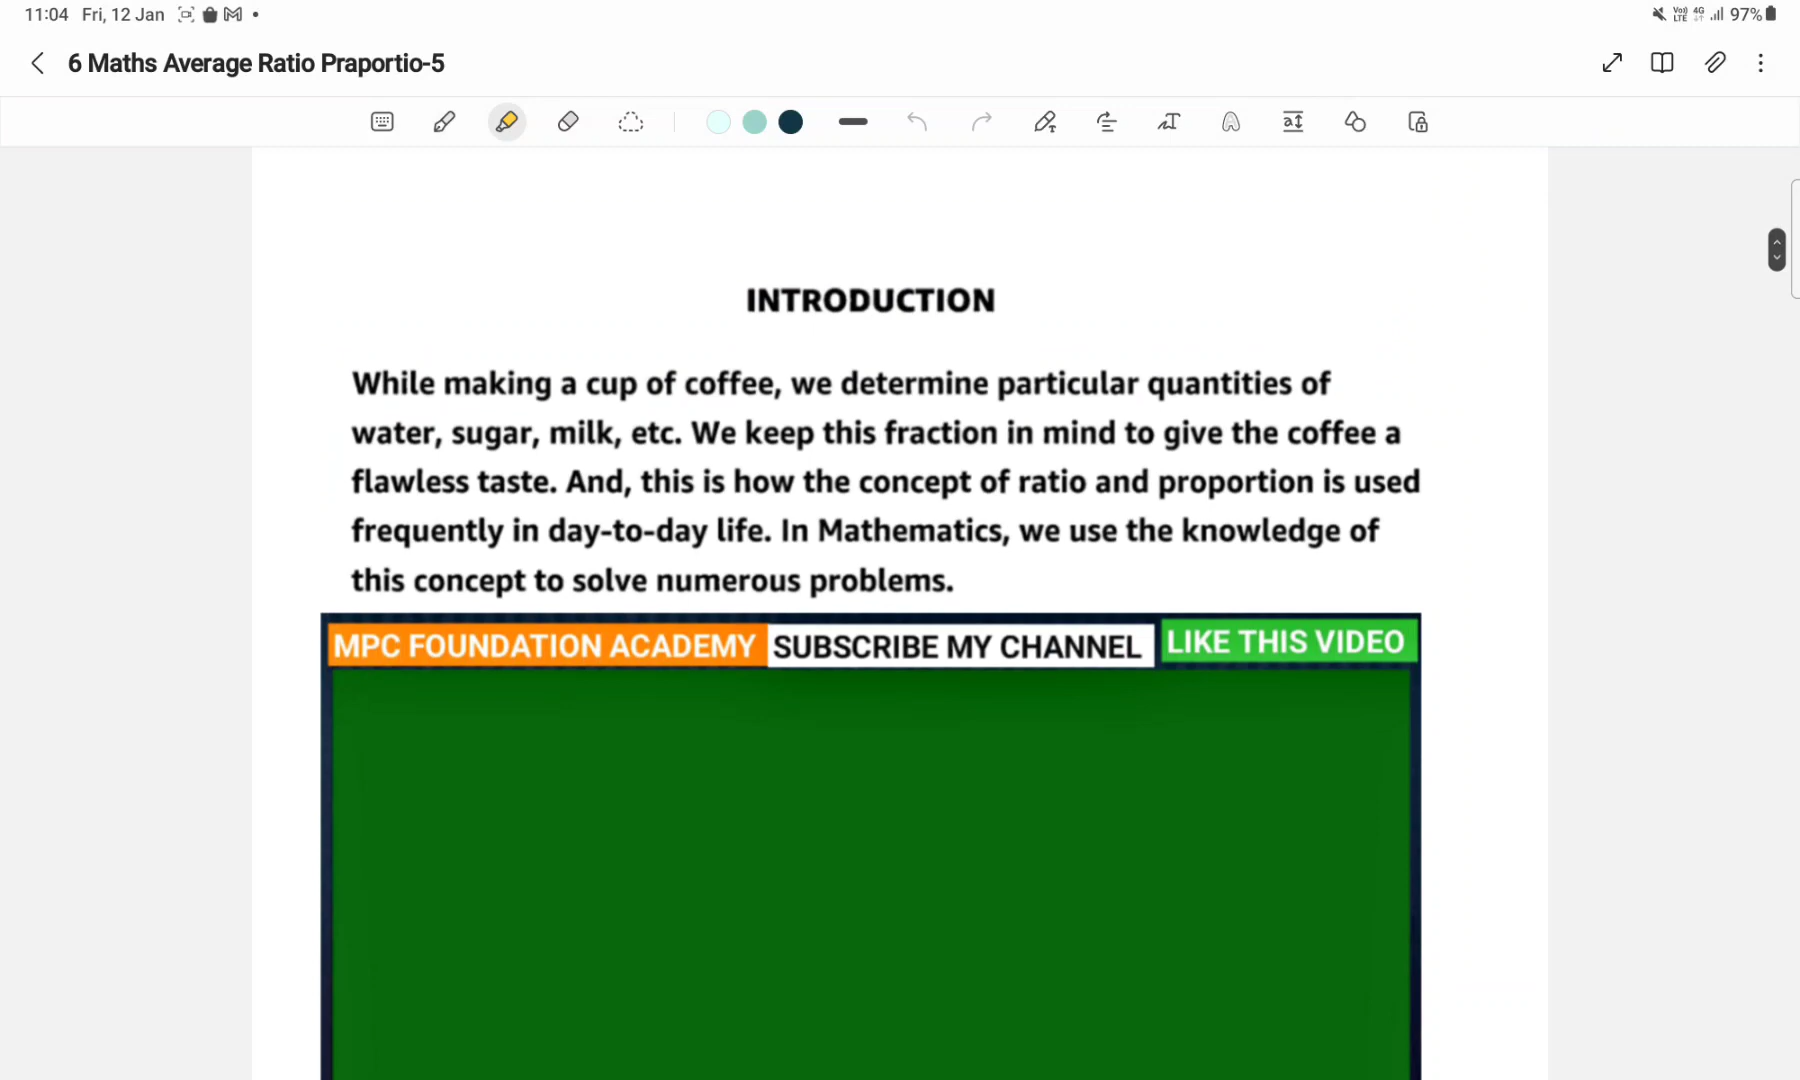 11:04 Fri, 12 Jan
Vo)) LTE 4G 97%
6 Maths Average Ratio Praportio-5
INTRODUCTION
While making a cup of coffee, we determine particular quantities of
water, sugar, milk, etc. We keep this fraction in mind to give the coffee a
flawless taste. And, this is how the concept of ratio and proportion is used
frequently in day-to-day life. In Mathematics, we use the knowledge of
this concept to solve numerous problems.
MPC FOUNDATION ACADEMY SUBSCRIBE MY CHANNEL LIKE THIS VIDEO